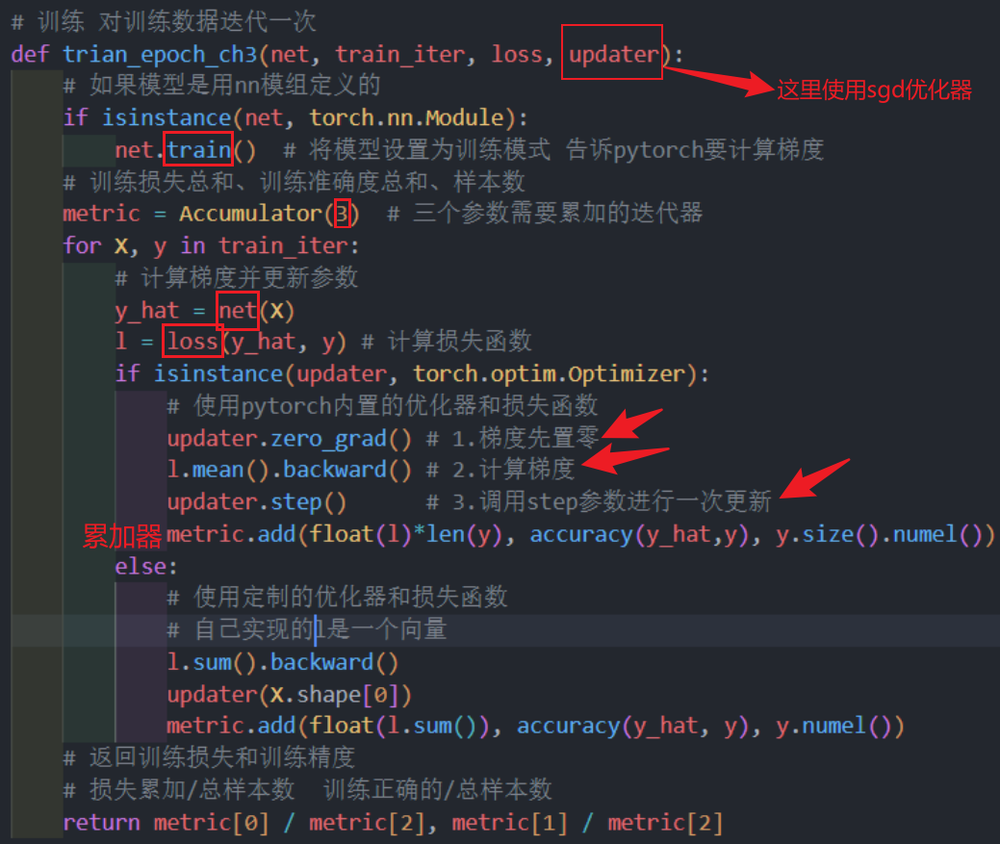 # 训练 对训练数据迭代一次
def trian_epoch_ch3(net, train_iter, loss, updater):
这里使用sgd优化器
# 如果模型是用nn模组定义的
if isinstance(net, torch.nn.Module):
net.train() # 将模型设置为训练模式 告诉pytorch要计算梯度
# 训练损失总和、训练准确度总和、样本数
metric = Accumulator(3) # 三个参数需要累加的迭代器
for X, y in train_iter:
# 计算梯度并更新参数
y_hat = net(X)
l = loss(y_hat, y) # 计算损失函数
if isinstance(updater, torch.optim.Optimizer):
# 使用pytorch内置的优化器和损失函数
updater.zero_grad() # 1.梯度先置零
l.mean().backward() # 2.计算梯度
updater.step() # 3.调用step参数进行一次更新
累加器 metric.add(float(l)*len(y), accuracy(y_hat,y), y.size().numel())
else:
# 使用定制的优化器和损失函数
# 自己实现的l是一个向量
l.sum().backward()
updater(X.shape[0])
metric.add(float(l.sum()), accuracy(y_hat, y), y.numel())
# 返回训练损失和训练精度
# 损失累加/总样本数 训练正确的/总样本数
return metric[0] / metric[2], metric[1] / metric[2]